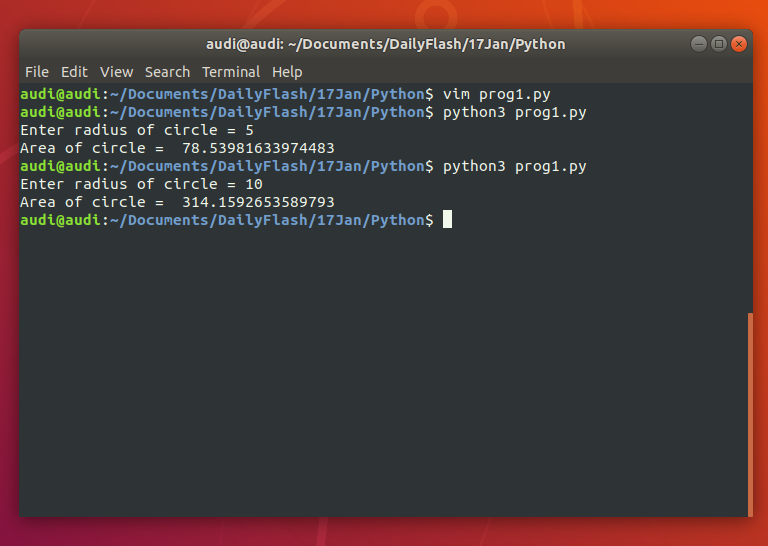 audi@audi: ~/Documents/DailyFlash/17Jan/Python
File Edit View Search Terminal Help
audi@audi:~/Documents/DailyFlash/17Jan/Python$ vim prog1.py
audi@audi:~/Documents/DailyFlash/17Jan/Python$ python3 prog1.py
Enter radius of circle = 5
Area of circle =  78.53981633974483
audi@audi:~/Documents/DailyFlash/17Jan/Python$ python3 prog1.py
Enter radius of circle = 10
Area of circle =  314.1592653589793
audi@audi:~/Documents/DailyFlash/17Jan/Python$